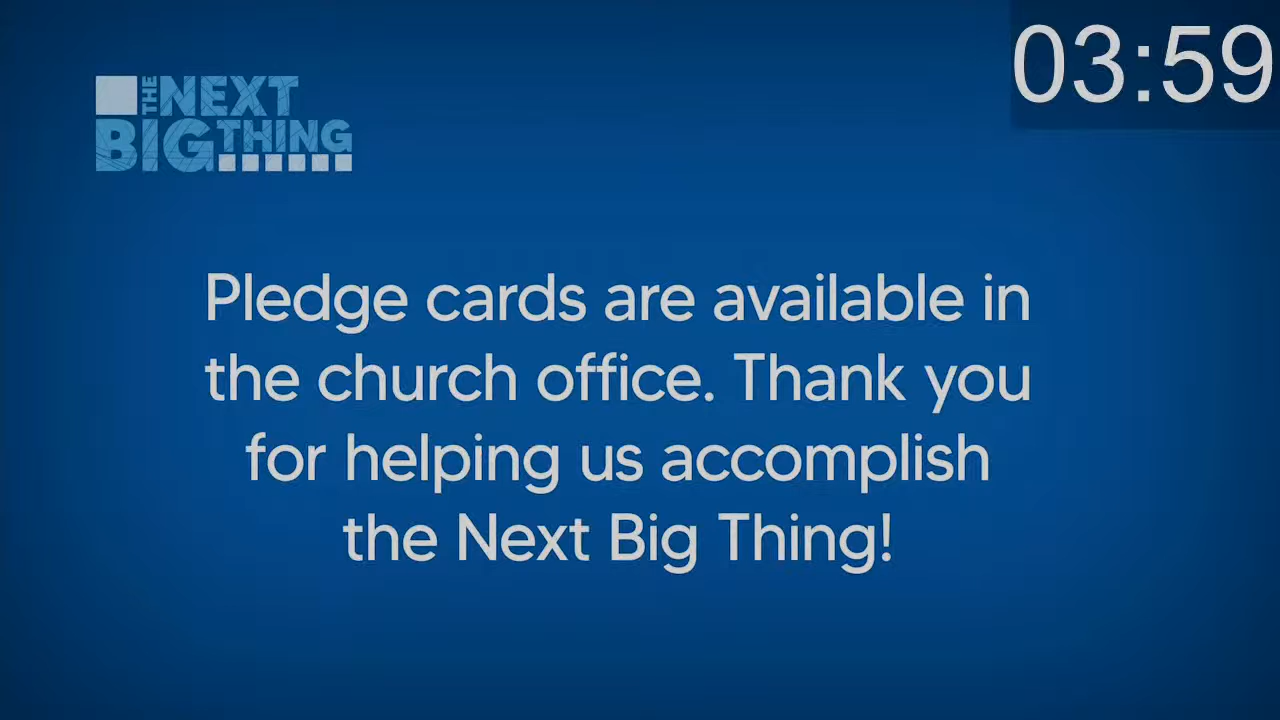 03:59
THE NEXT
BIG THING
Pledge cards are available in
the church office. Thank you
for helping us accomplish
the Next Big Thing!